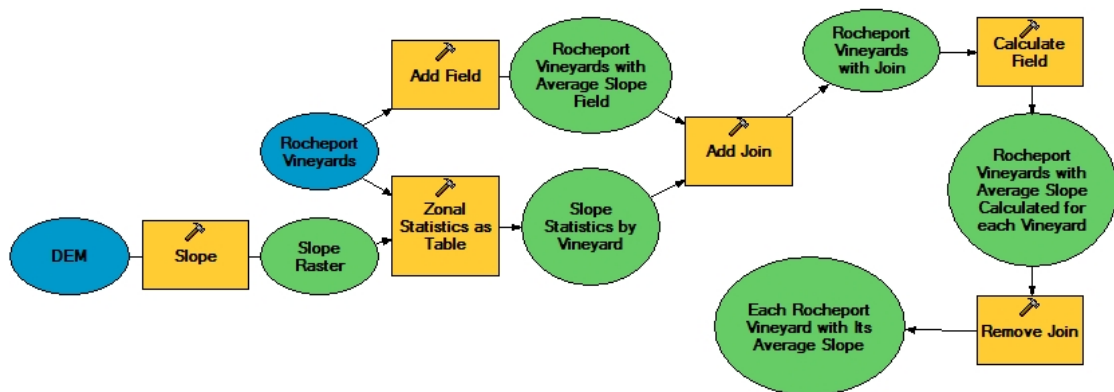 Add Field
Rocheport
Vineyards with
Average Slope
Field
Rocheport
Vineyards
with Join
Calculate
Field
Rocheport
Vineyards
Add Join
Zonal
Statistics as
Table
Slope
Statistics by
Vineyard
Rocheport
Vineyards with
Average Slope
Calculated for
each Vineyard
DEM
Slope
Slope
Raster
Each Rocheport
Vineyard with Its
Average Slope
Remove Join